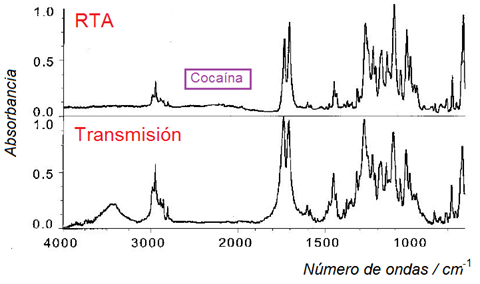 1.0
RTA
Cocaína
0.5
0.0
Absorbancia
1.0
Transmisión
0.5
0.0
4000 3000 2000 1500 1000
Número de ondas / cm-1